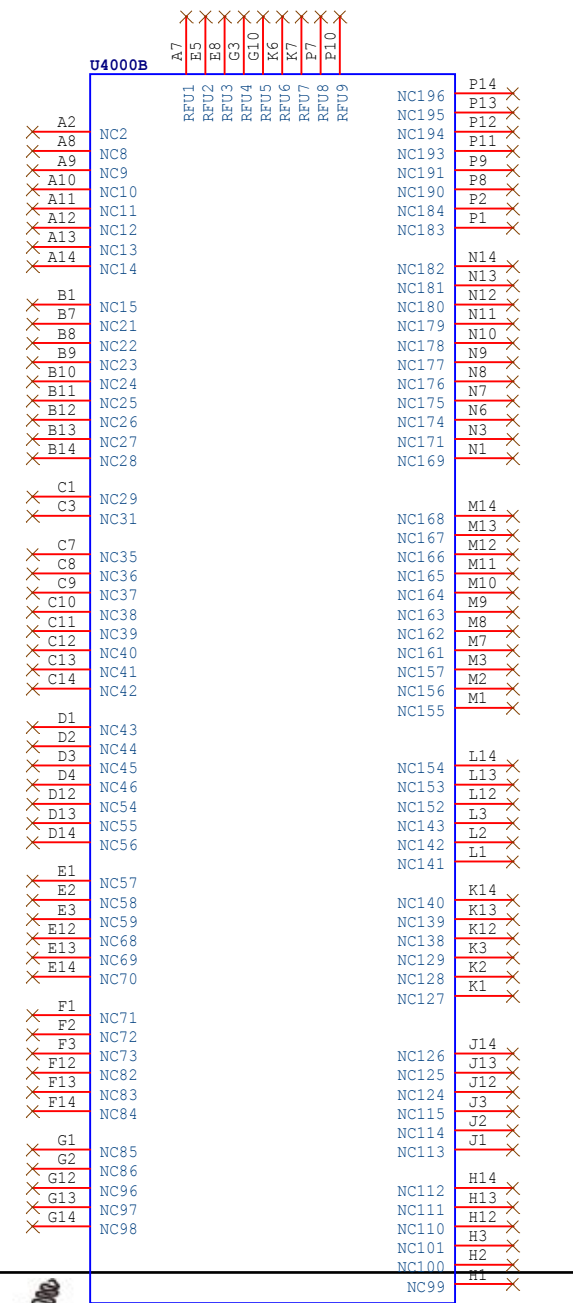 U4000B
A7 E5 E8 G3 G10 K6 K7 P7 P10
RFU1 RFU2 RFU3 RFU4 RFU5 RFU6 RFU7 RFU8 RFU9
A2 NC2
A8 NC8
A9 NC9
A10 NC10
A11 NC11
A12 NC12
A13 NC13
A14 NC14
B1 NC15
B7 NC21
B8 NC22
B9 NC23
B10 NC24
B11 NC25
B12 NC26
B13 NC27
B14 NC28
C1 NC29
C3 NC31
C7 NC35
C8 NC36
C9 NC37
C10 NC38
C11 NC39
C12 NC40
C13 NC41
C14 NC42
D1 NC43
D2 NC44
D3 NC45
D4 NC46
D12 NC54
D13 NC55
D14 NC56
E1 NC57
E2 NC58
E3 NC59
E12 NC68
E13 NC69
E14 NC70
F1 NC71
F2 NC72
F3 NC73
F12 NC82
F13 NC83
F14 NC84
G1 NC85
G2 NC86
G12 NC96
G13 NC97
G14 NC98
NC196 P14
NC195 P13
NC194 P12
NC193 P11
NC191 P9
NC190 P8
NC184 P2
NC183 P1
NC182 N14
NC181 N13
NC180 N12
NC179 N11
NC178 N10
NC177 N9
NC176 N8
NC175 N7
NC174 N6
NC171 N3
NC169 N1
NC168 M14
NC167 M13
NC166 M12
NC165 M11
NC164 M10
NC163 M9
NC162 M8
NC161 M7
NC157 M3
NC156 M2
NC155 M1
NC154 L14
NC153 L13
NC152 L12
NC143 L3
NC142 L2
NC141 L1
NC140 K14
NC139 K13
NC138 K12
NC129 K3
NC128 K2
NC127 K1
NC126 J14
NC125 J13
NC124 J12
NC115 J3
NC114 J2
NC113 J1
NC112 H14
NC111 H13
NC110 H12
NC101 H3
NC100 H2
NC99 H1